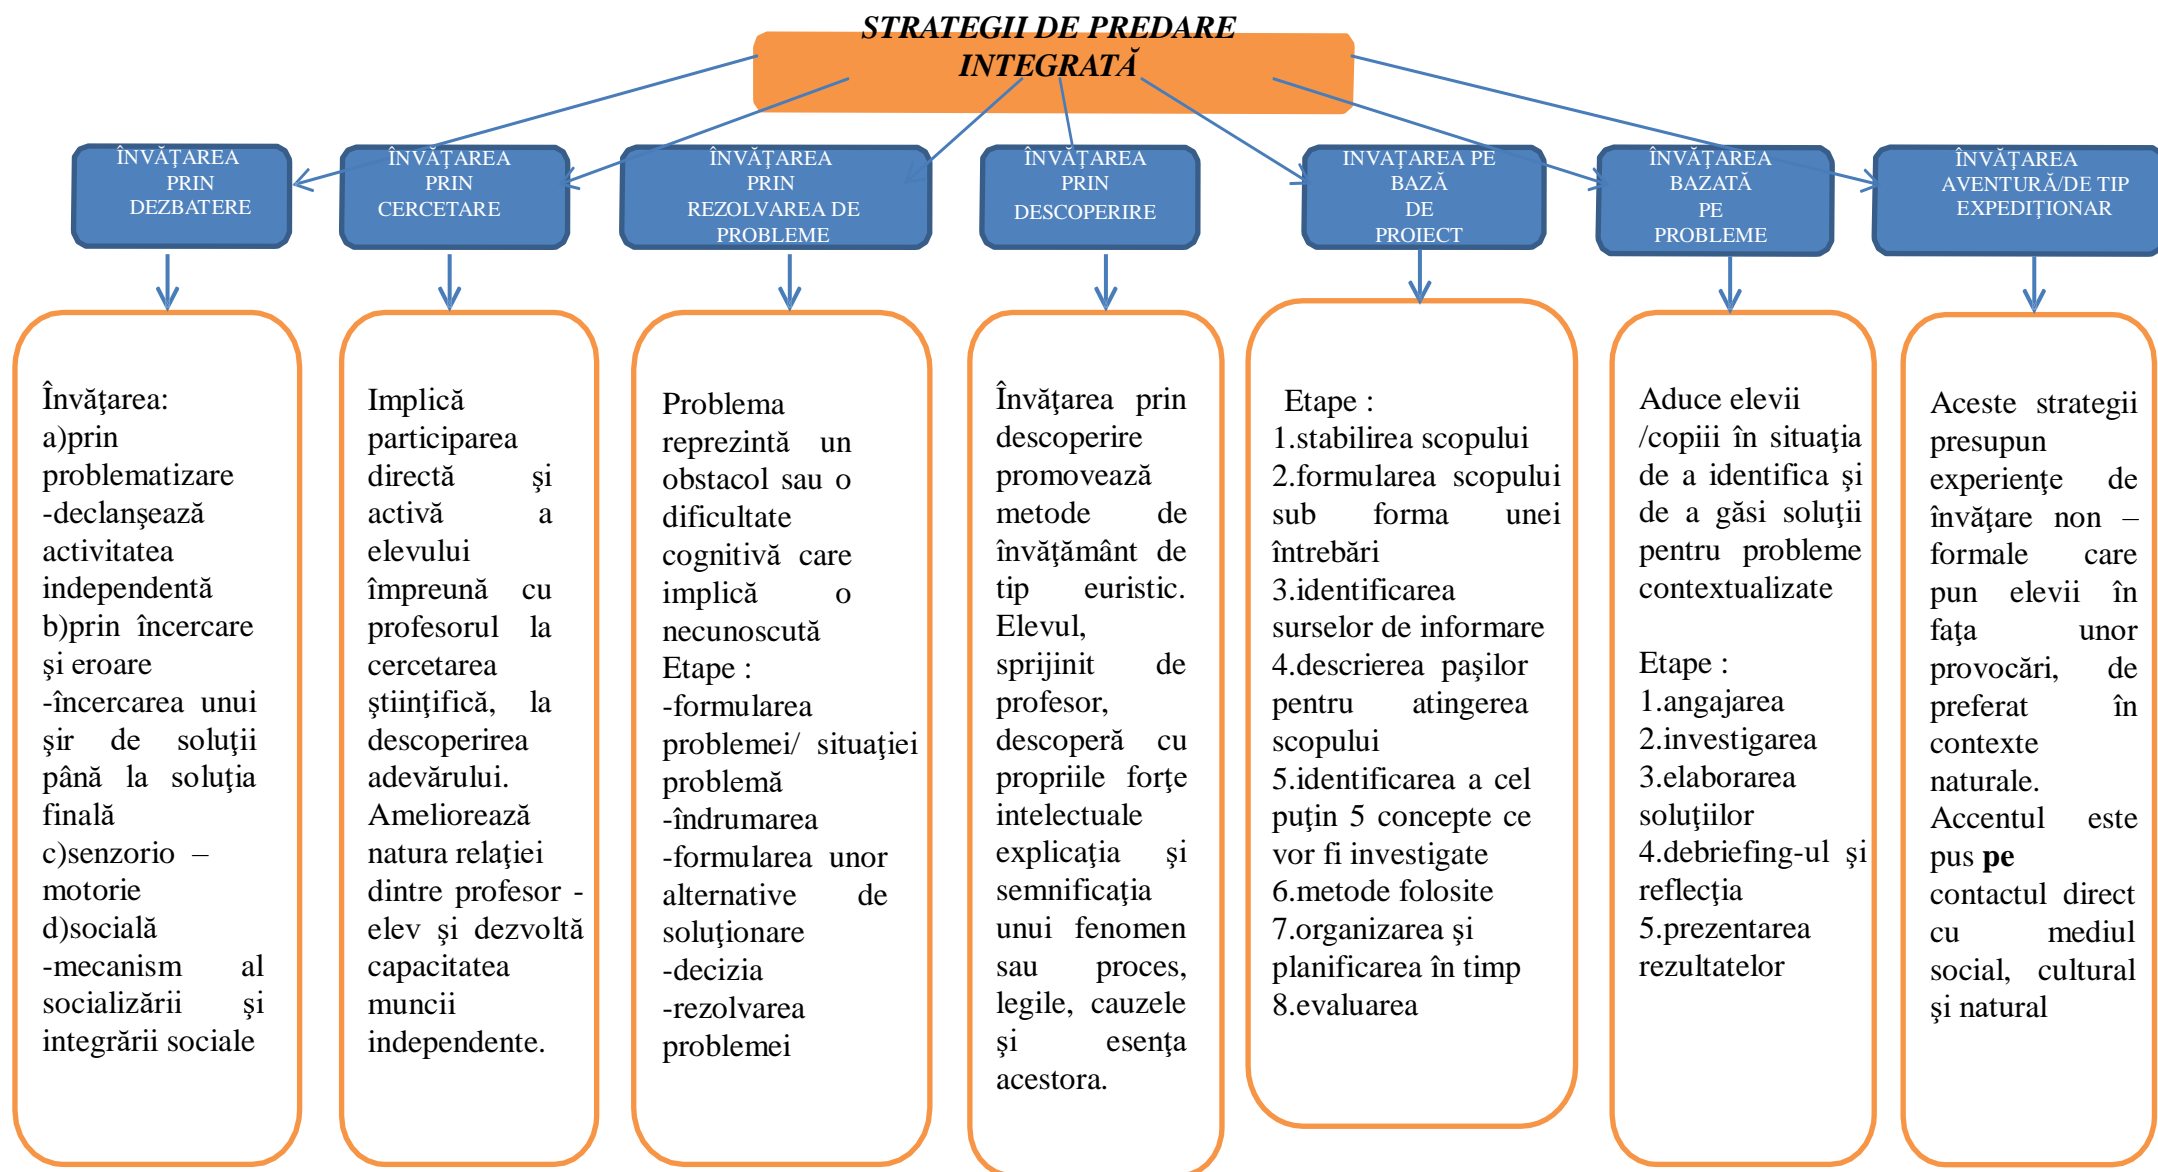 STRATEGII DE PREDARE
INTEGRATĂ
ÎNVĂȚAREA
PRIN
DEZBATERE
ÎNVĂȚAREA
PRIN
CERCETARE
ÎNVĂȚAREA
PRIN
REZOLVAREA DE
PROBLEME
ÎNVĂȚAREA
PRIN
DESCOPERIRE
INVAȚAREA PE
BAZĂ
DE
PROIECT
ÎNVĂȚAREA
BAZATĂ
PE
PROBLEME
ÎNVĂȚAREA
AVENTURĂ/DE TIP
EXPEDIȚIONAR
Învăţarea:
a)prin
problematizare
-declanşează
activitatea
independentă
b)prin încercare
şi eroare
-încercarea unui
şir de soluţii
până la soluţia
finală
c)senzorio –
motorie
d)socială
-mecanism al
socializării şi
integrării sociale
Implică
participarea
directă şi
activă a
elevului
împreună cu
profesorul la
cercetarea
ştiinţifică, la
descoperirea
adevărului.
Ameliorează
natura relaţiei
dintre profesor -
elev şi dezvoltă
capacitatea
muncii
independente.
Problema
reprezintă un
obstacol sau o
dificultate
cognitivă care
implică o
necunoscută
Etape :
-formularea
problemei/ situaţiei
problemă
-îndrumarea
-formularea unor
alternative de
soluţionare
-decizia
-rezolvarea
problemei
Învăţarea prin
descoperire
promovează
metode de
învăţământ de
tip euristic.
Elevul,
sprijinit de
profesor,
descoperă cu
propriile forţe
intelectuale
explicaţia şi
semnificaţia
unui fenomen
sau proces,
legile, cauzele
şi esenţa
acestora.
Etape :
1.stabilirea scopului
2.formularea scopului
sub forma unei
întrebări
3.identificarea
surselor de informare
4.descrierea paşilor
pentru atingerea
scopului
5.identificarea a cel
puţin 5 concepte ce
vor fi investigate
6.metode folosite
7.organizarea şi
planificarea în timp
8.evaluarea
Aduce elevii
/copiii în situaţia
de a identifica şi
de a găsi soluţii
pentru probleme
contextualizate
Etape :
1.angajarea
2.investigarea
3.elaborarea
soluţiilor
4.debriefing-ul şi
reflecţia
5.prezentarea
rezultatelor
Aceste strategii
presupun
experienţe de
învăţare non –
formale care
pun elevii în
faţa unor
provocări, de
preferat în
contexte
naturale.
Accentul este
pus pe
contactul direct
cu mediul
social, cultural
şi natural